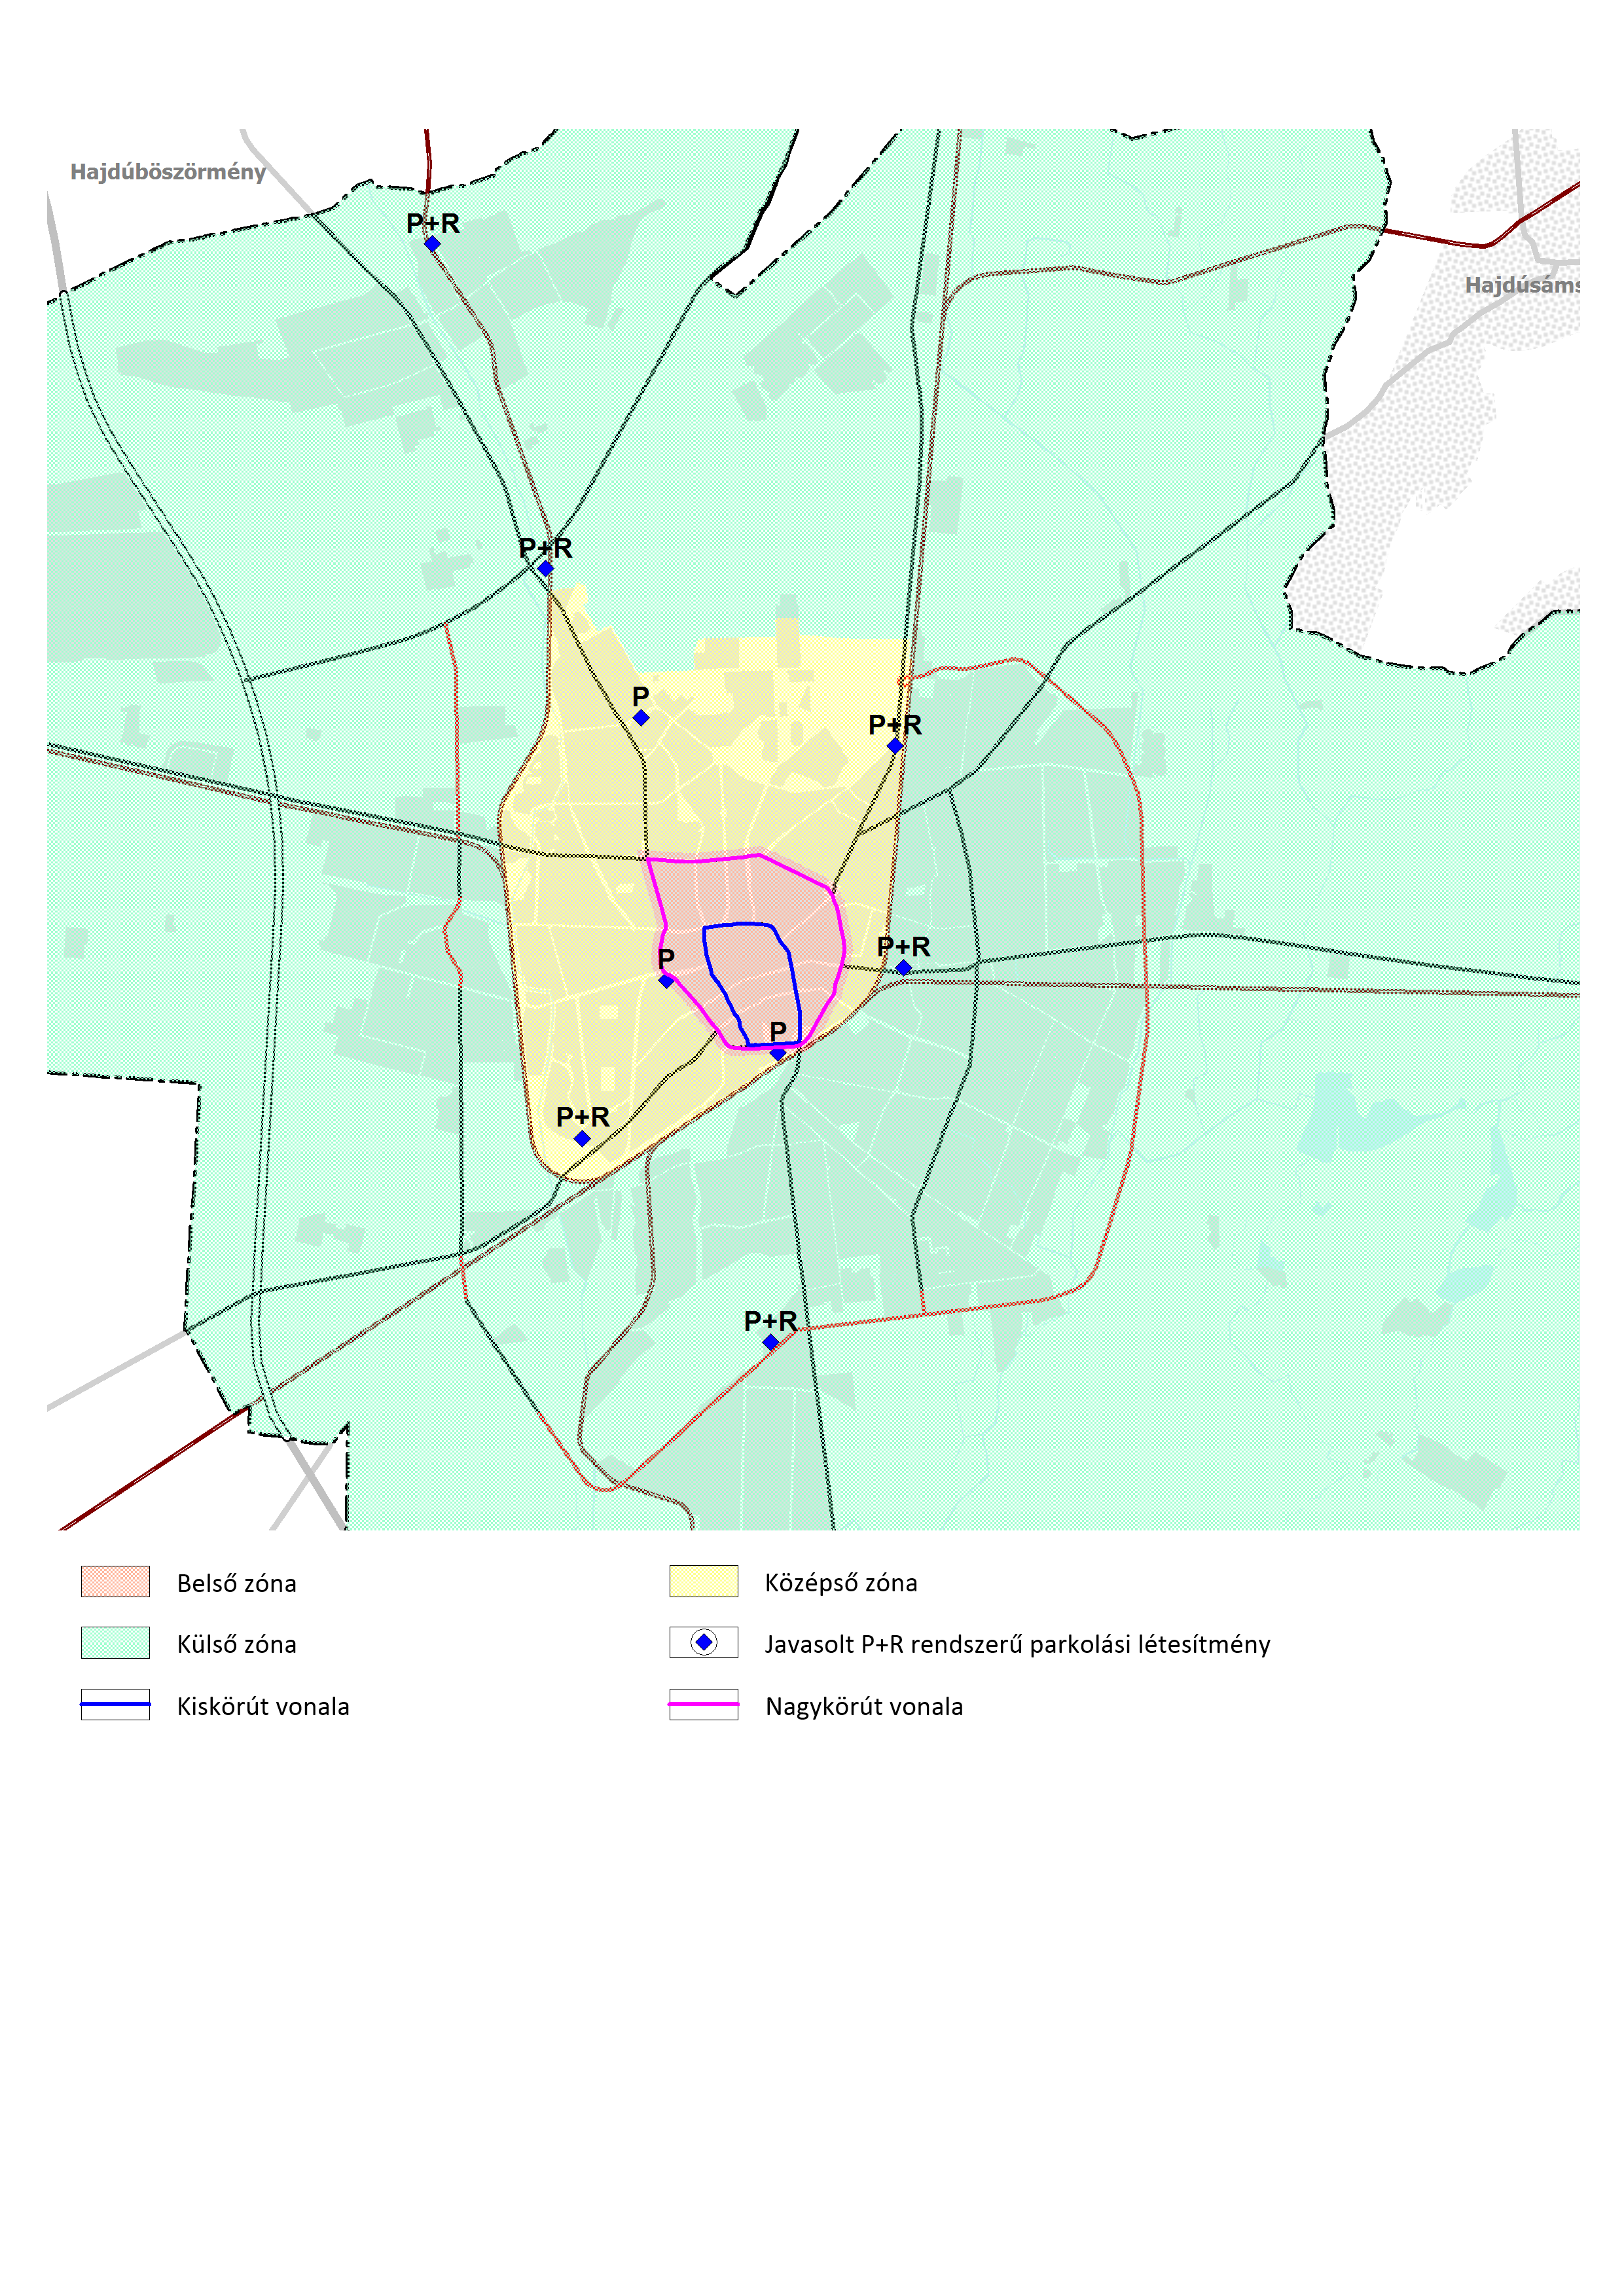 Hajdúböszörmény
P+R
Hajdúsáms
P+R
P
P+R
P+R
P
P
P+R
P+R
Belső zóna
Középső zóna
Külső zóna
Javasolt P+R rendszerű parkolási létesítmény
Kiskörút vonala
Nagykörút vonala